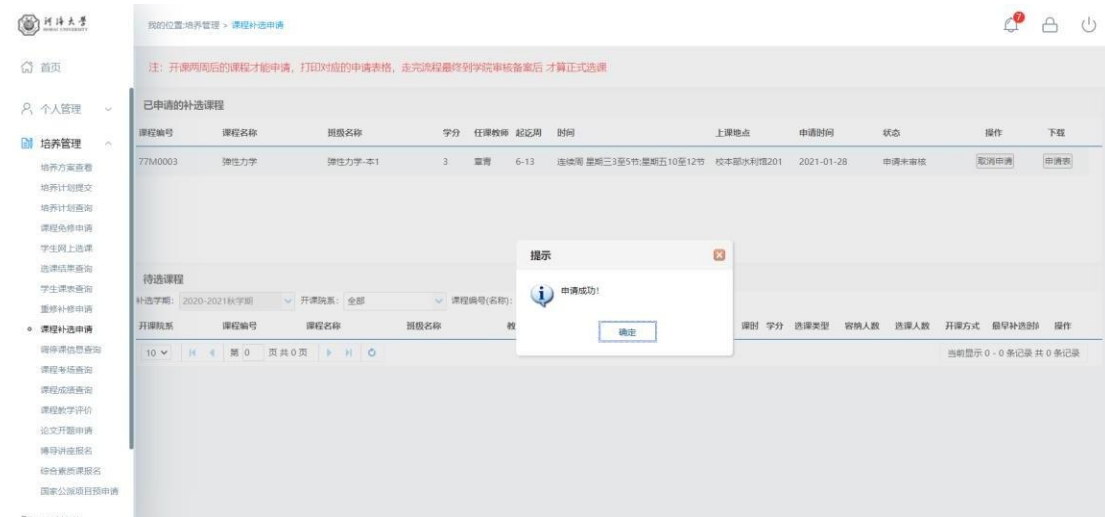 河海大学
HOHAI UNIVERSITY
我的位置:培养管理 > 课程补选申请
7
首页
注：开课两周后的课程才能申请，打印对应的申请表格，走完流程最终到学院审核备案后 才算正式选课
个人管理
已申请的补选课程
课程编号 课程名称 班级名称 学分 任课教师 起讫周 时间 上课地点 申请时间 状态 操作 下载
培养管理
77M0003 弹性力学 弹性力学-本1 3 章青 6-13 连续周 星期三3至5节;星期五10至12节 校本部水利馆201 2021-01-28 申请未审核 取消申请 申请表
培养方案查看
培养计划提交
培养计划查询
课程免修申请
学生网上选课
选课结果查询
学生课表查询
重修补修申请
课程补选申请
调停课信息查询
课程考场查询
课程成绩查询
课程教学评价
论文开题申请
博导讲座报名
综合素质课报名
国家公派项目预申请
提示
申请成功!
确定
待选课程
补选学期: 2020-2021秋学期 开课院系: 全部 课程编号(名称):
开课院系 课程编号 课程名称 班级名称 教 课时 学分 选课类型 容纳人数 选课人数 开课方式 最早补选时 操作
10 第 0 页 共 0 页 当前显示 0 - 0 条记录 共 0 条记录